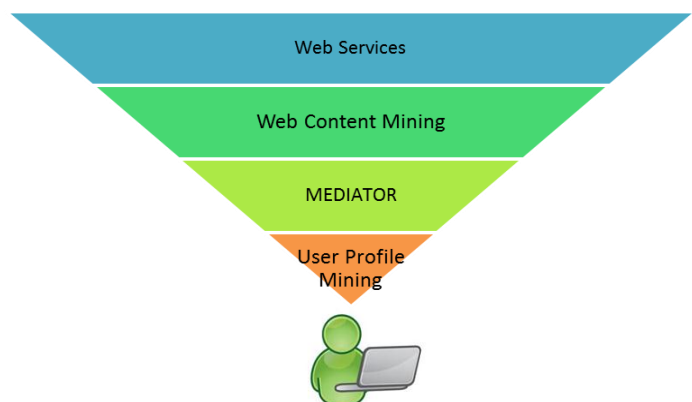 Web Services
Web Content Mining
MEDIATOR
User Profile
Mining